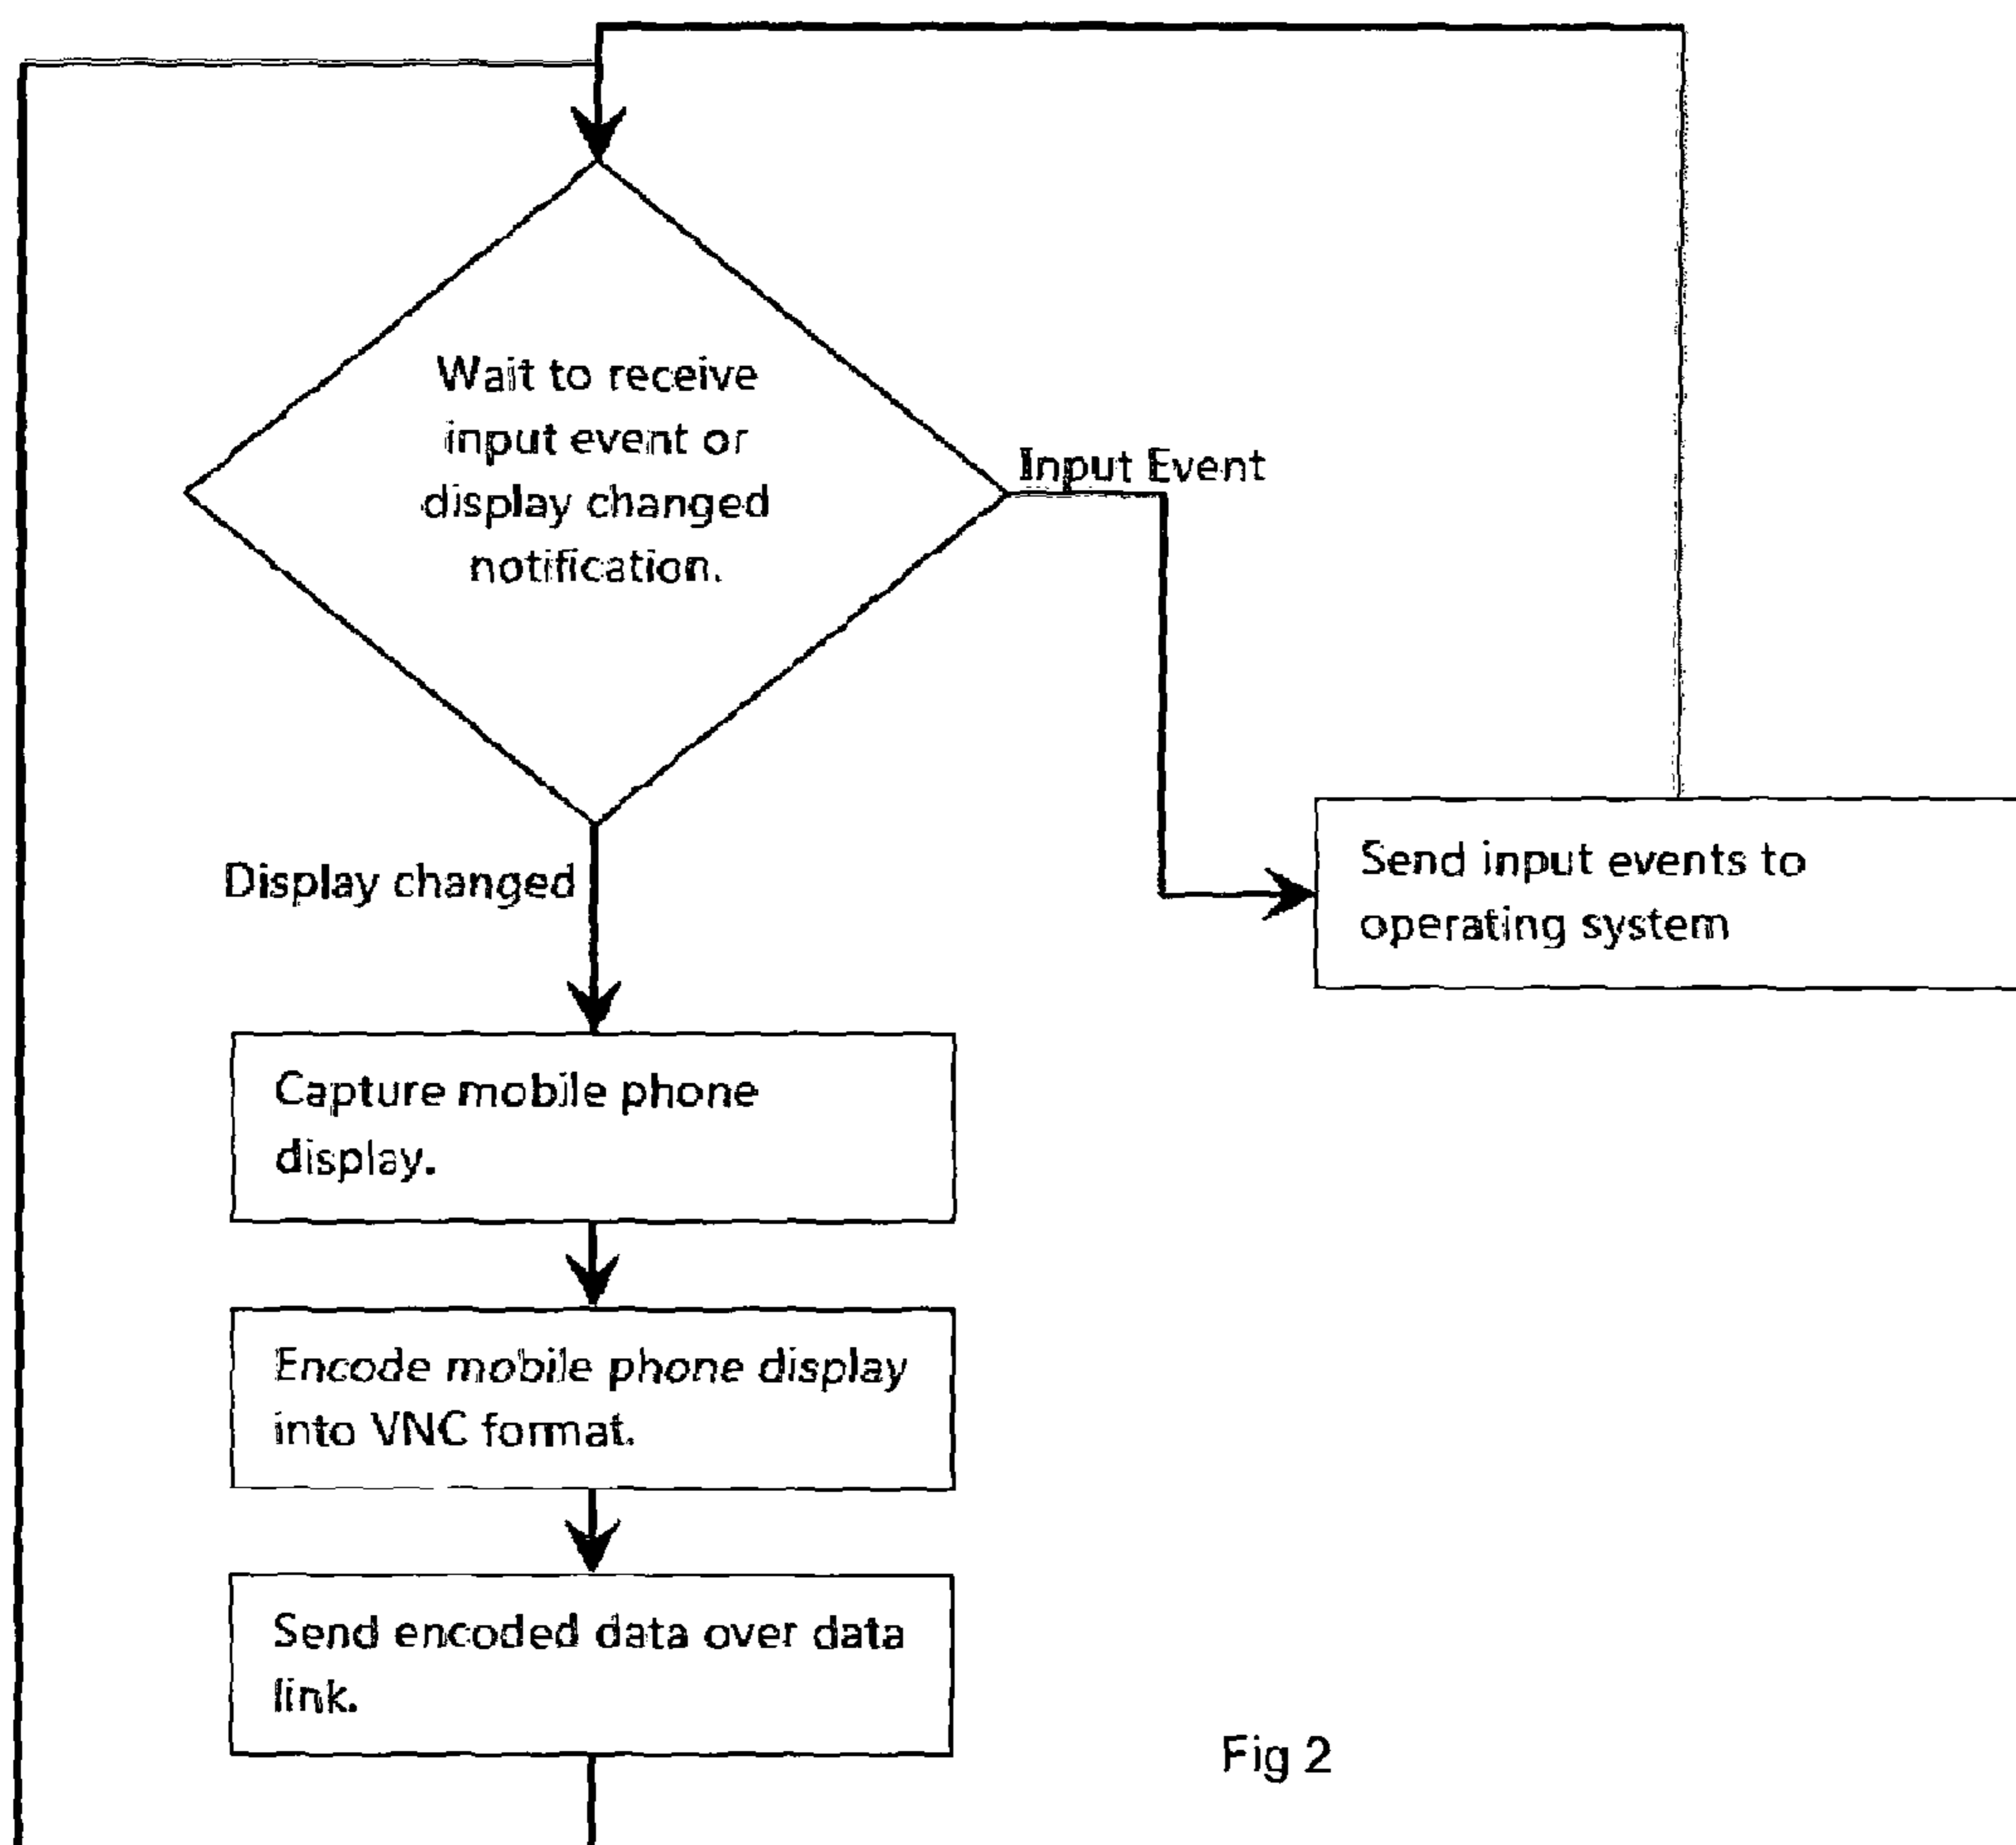 Wait to receive
input event or
display changed
notification.
Input Event
Display changed
Send input events to
operating system
Capture mobile phone
display.
Encode mobile phone display
into VNC format.
Send encoded data over data
link.
Fig 2